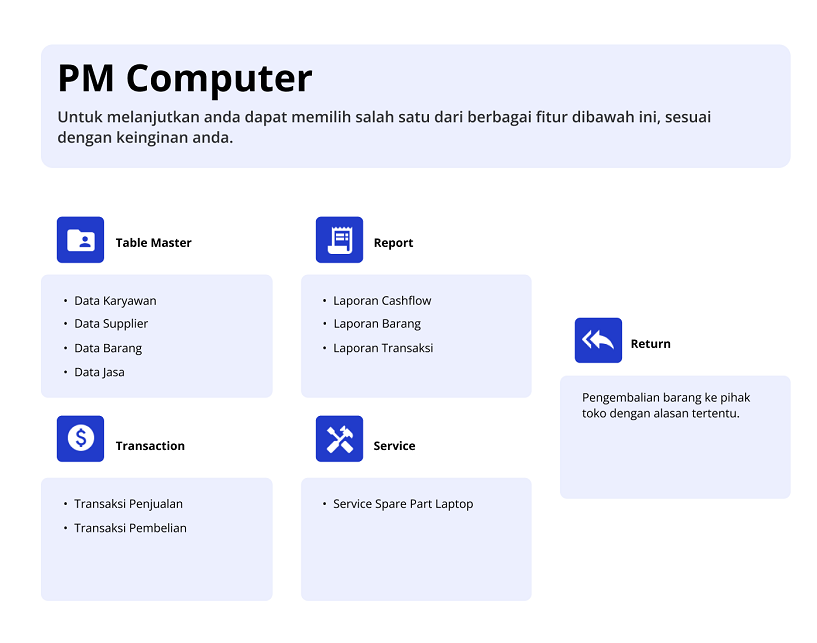 PM Computer
Untuk melanjutkan anda dapat memilih salah satu dari berbagai fitur dibawah ini, sesuai
dengan keinginan anda.
Table Master
• Data Karyawan
• Data Supplier
• Data Barang
• Data Jasa
Report
• Laporan Cashflow
• Laporan Barang
• Laporan Transaksi
Return
Pengembalian barang ke pihak
toko dengan alasan tertentu.
$
Transaction
• Transaksi Penjualan
• Transaksi Pembelian
Service
• Service Spare Part Laptop